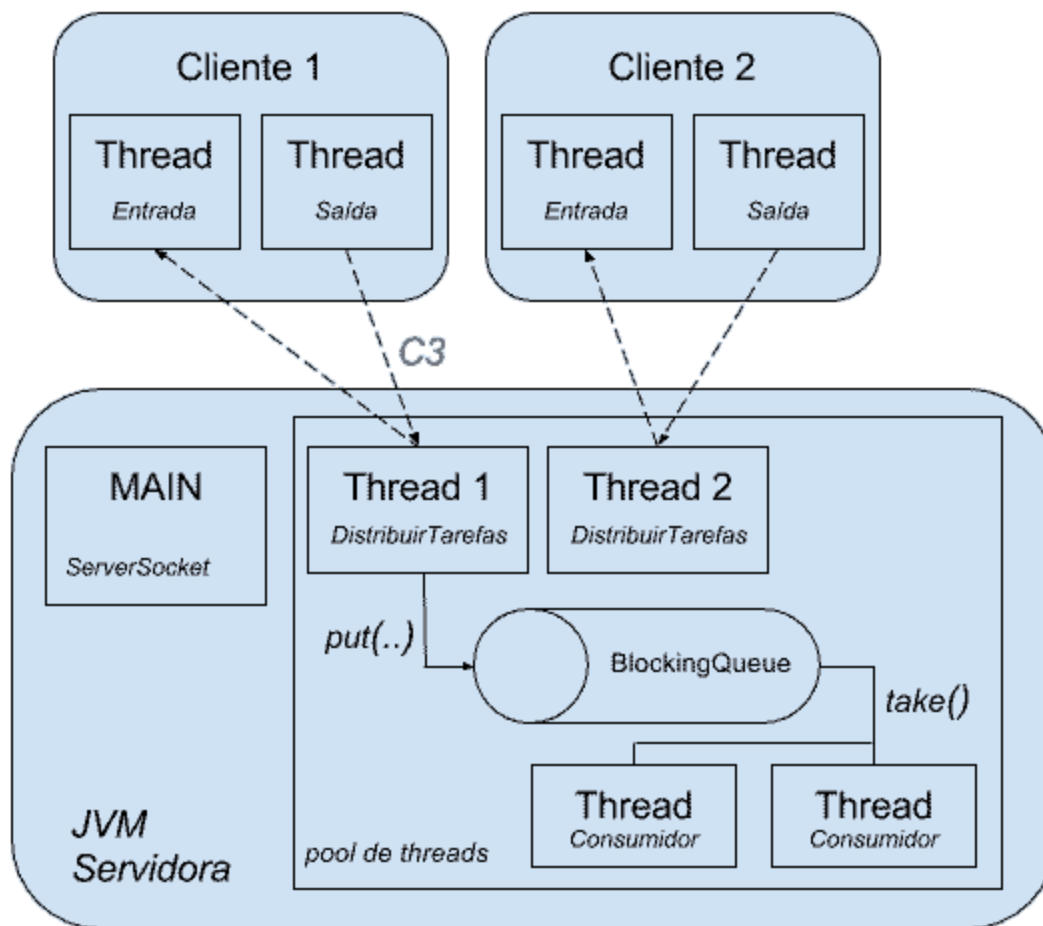 Cliente 1
Thread
Entrada
Thread
Saída
Cliente 2
Thread
Entrada
Thread
Saída
C3
MAIN
ServerSocket
Thread 1
DistribuirTarefas
Thread 2
DistribuirTarefas
put(..)
BlockingQueue
take()
Thread
Consumidor
Thread
Consumidor
pool de threads
JVM
Servidora